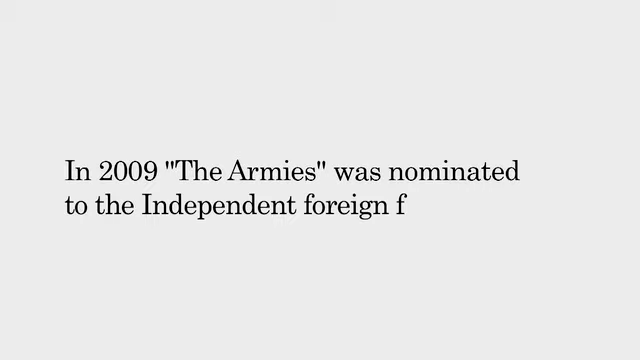 In 2009 "The Armies" was nominated
to the Independent foreign f